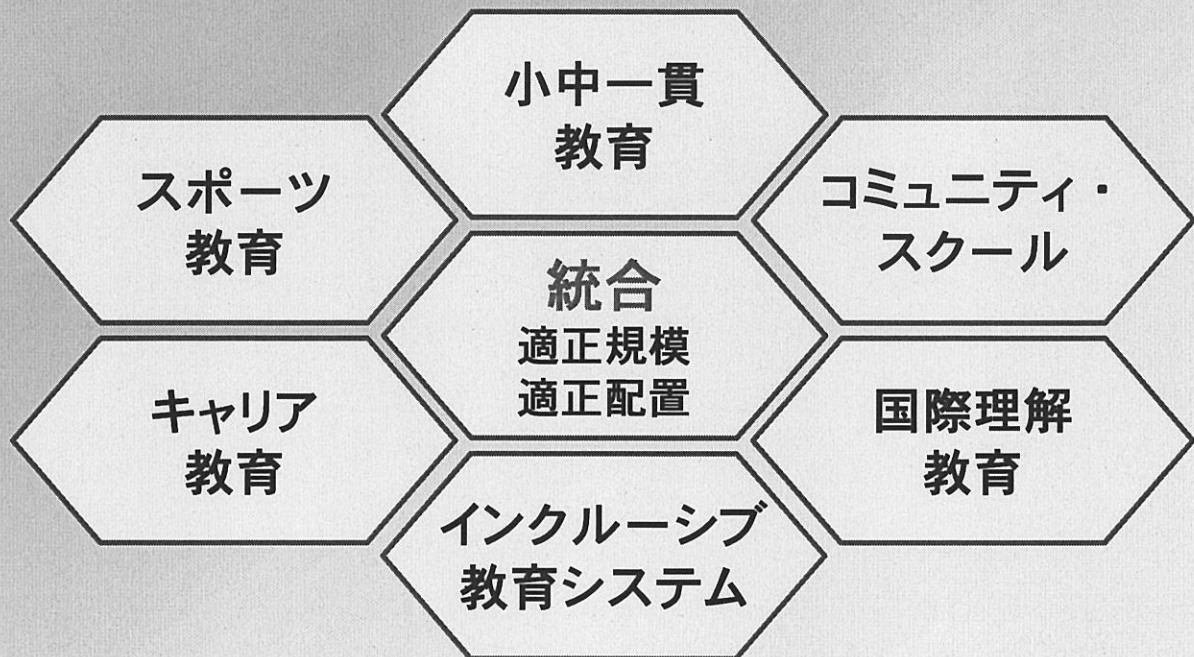 小中一貫
教育
スポーツ
教育
コミュニティ・
スクール
統合
適正規模
適正配置
キャリア
教育
国際理解
教育
インクルーシブ
教育システム